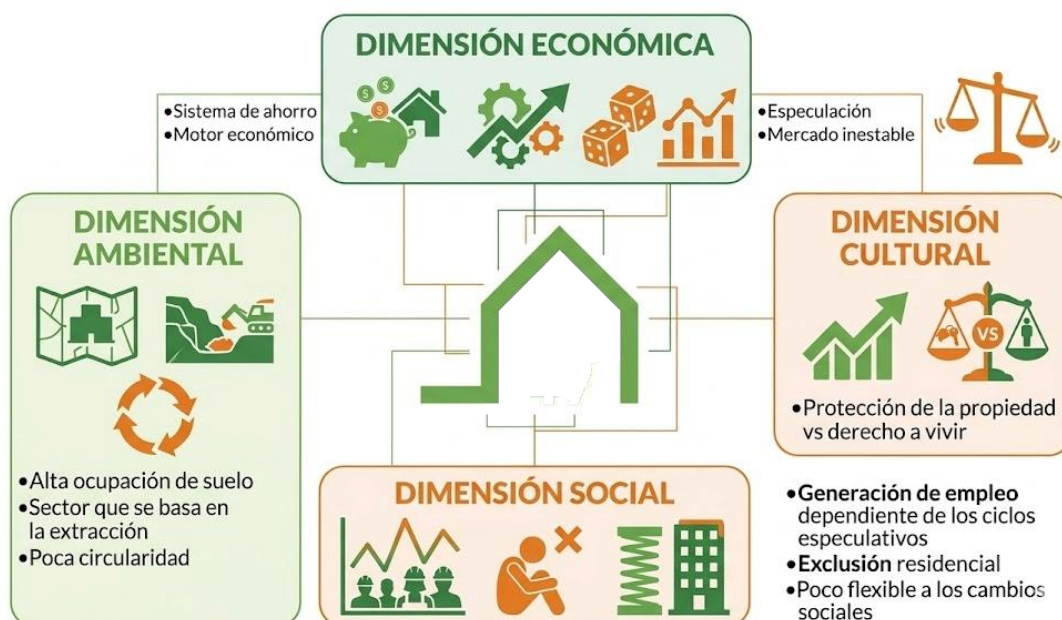 DIMENSIÓN ECONÓMICA
$
$
$
•Sistema de ahorro
•Motor económico
•Especulación
•Mercado inestable
DIMENSIÓN
AMBIENTAL
•Alta ocupación de suelo
•Sector que se basa en
la extracción
•Poca circularidad
DIMENSIÓN
CULTURAL
VS
•Protección de la propiedad
vs derecho a vivir
DIMENSIÓN SOCIAL
•Generación de empleo
dependiente de los ciclos
especulativos
•Exclusión residencial
•Poco flexible a los cambios
sociales